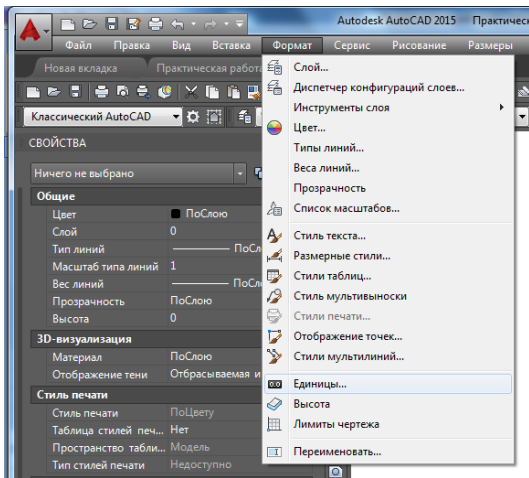 Autodesk AutoCAD 2015 Практичес
Файл Правка Вид Вставка Формат Сервис Рисование Размеры
Новая вкладка Практическая работа
Классический AutoCAD
СВОЙСТВА
Ничего не выбрано
Общие
Цвет ПоСлою
Слой 0
Тип линий ПоСл
Масштаб типа линий 1
Вес линий ПоСл
Прозрачность ПоСлою
Высота 0
3D-визуализация
Материал ПоСлою
Отображение тени Отбрасываемая и
Стиль печати
Стиль печати ПоЦвету
Таблица стилей печ... Нет
Пространство табли... Модель
Тип стилей печати Недоступно
Слой...
Диспетчер конфигураций слоев...
Инструменты слоя
Цвет...
Типы линий...
Веса линий...
Прозрачность
Список масштабов...
Стиль текста...
Размерные стили...
Стили таблиц...
Стиль мультивыноски
Стили печати...
Отображение точек...
Стили мультилиний...
Единицы...
Высота
Лимиты чертежа
Переименовать...